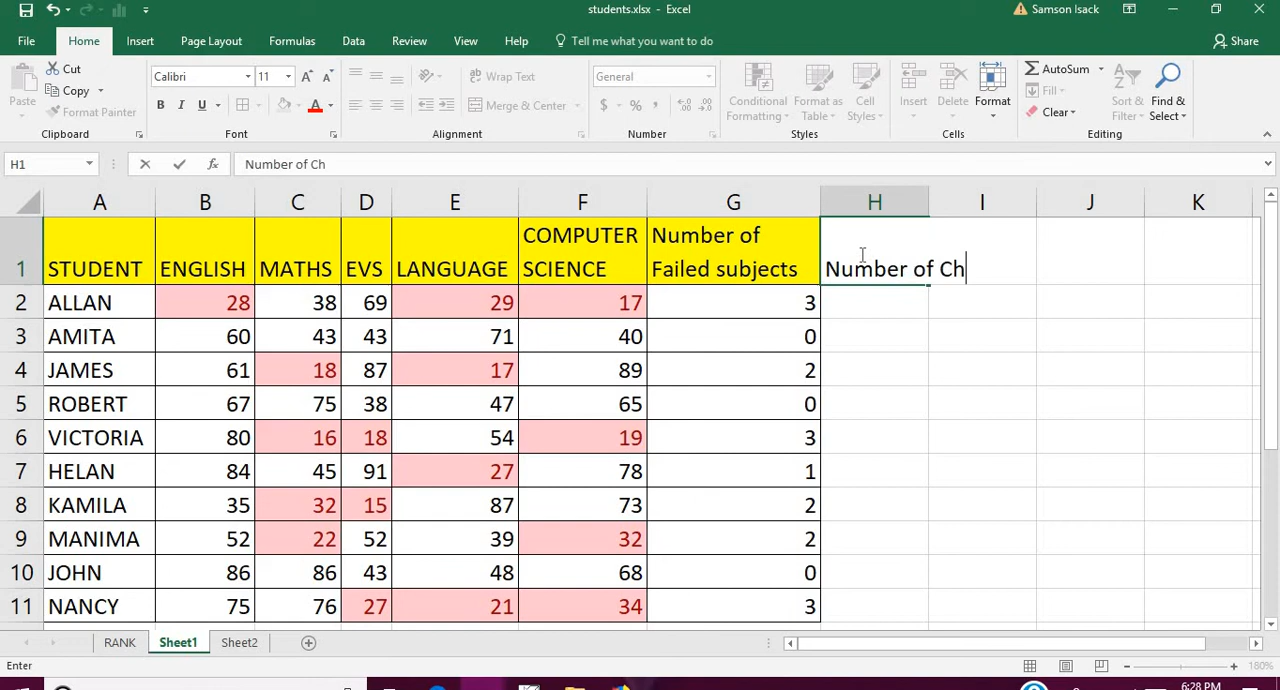 students.xlsx - Excel
Samson Isack
File Home Insert Page Layout Formulas Data Review View Help Tell me what you want to do Share
Paste
Cut
Copy
Format Painter
Clipboard
Calibri 11
B I U
Font
Wrap Text
Merge & Center
Alignment
General
$ % ,
Number
Conditional Formatting
Format as Table
Cell Styles
Styles
Insert
Delete
Format
Cells
AutoSum
Fill
Clear
Sort & Filter
Find & Select
Editing
H1 fx Number of Ch
A B C D E F G H I J K
1 STUDENT ENGLISH MATHS EVS LANGUAGE COMPUTER SCIENCE Number of Failed subjects Number of Ch
2 ALLAN 28 38 69 29 17 3
3 AMITA 60 43 43 71 40 0
4 JAMES 61 18 87 17 89 2
5 ROBERT 67 75 38 47 65 0
6 VICTORIA 80 16 18 54 19 3
7 HELAN 84 45 91 27 78 1
8 KAMILA 35 32 15 87 73 2
9 MANIMA 52 22 52 39 32 2
10 JOHN 86 86 43 48 68 0
11 NANCY 75 76 27 21 34 3
RANK Sheet1 Sheet2
Enter
180%
6:28 PM